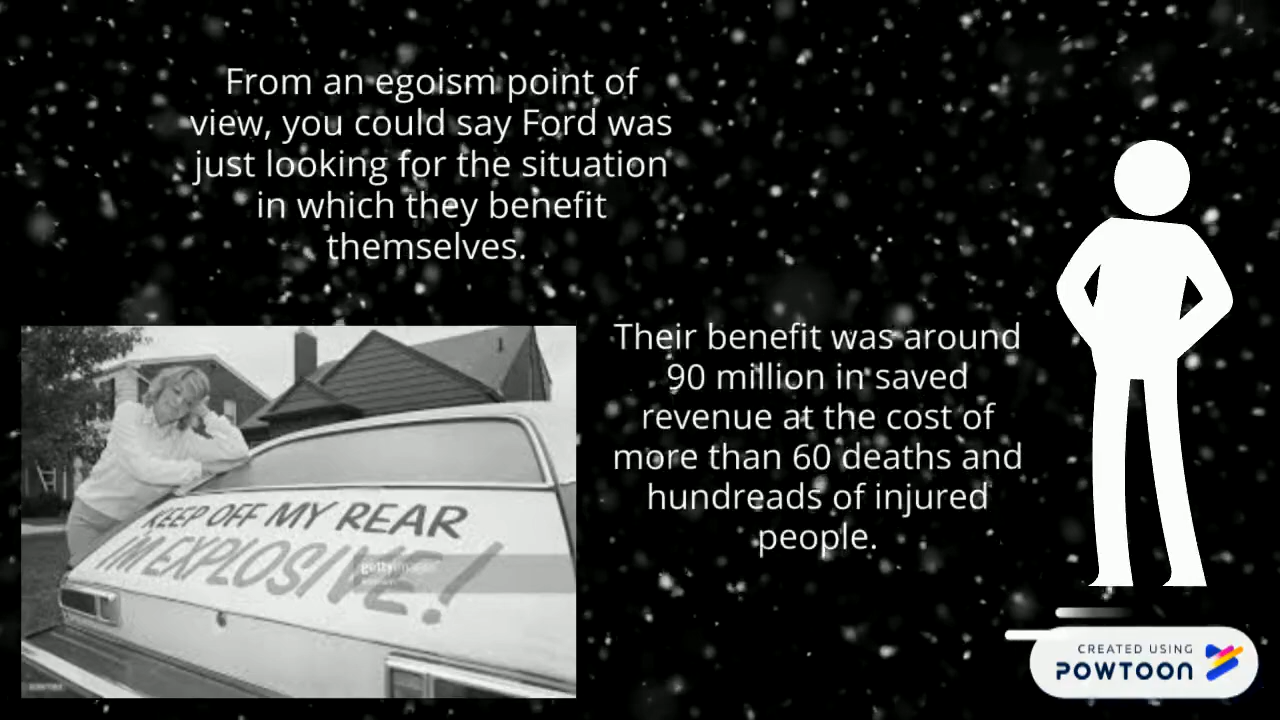 From an egoism point of
view, you could say Ford was
just looking for the situation
in which they benefit
themselves.
Their benefit was around
90 million in saved
revenue at the cost of
more than 60 deaths and
hundreads of injured
people.
KEEP OFF MY REAR
I'M EXPLOSIVE!
gettyimages
CREATED USING
POWTOON